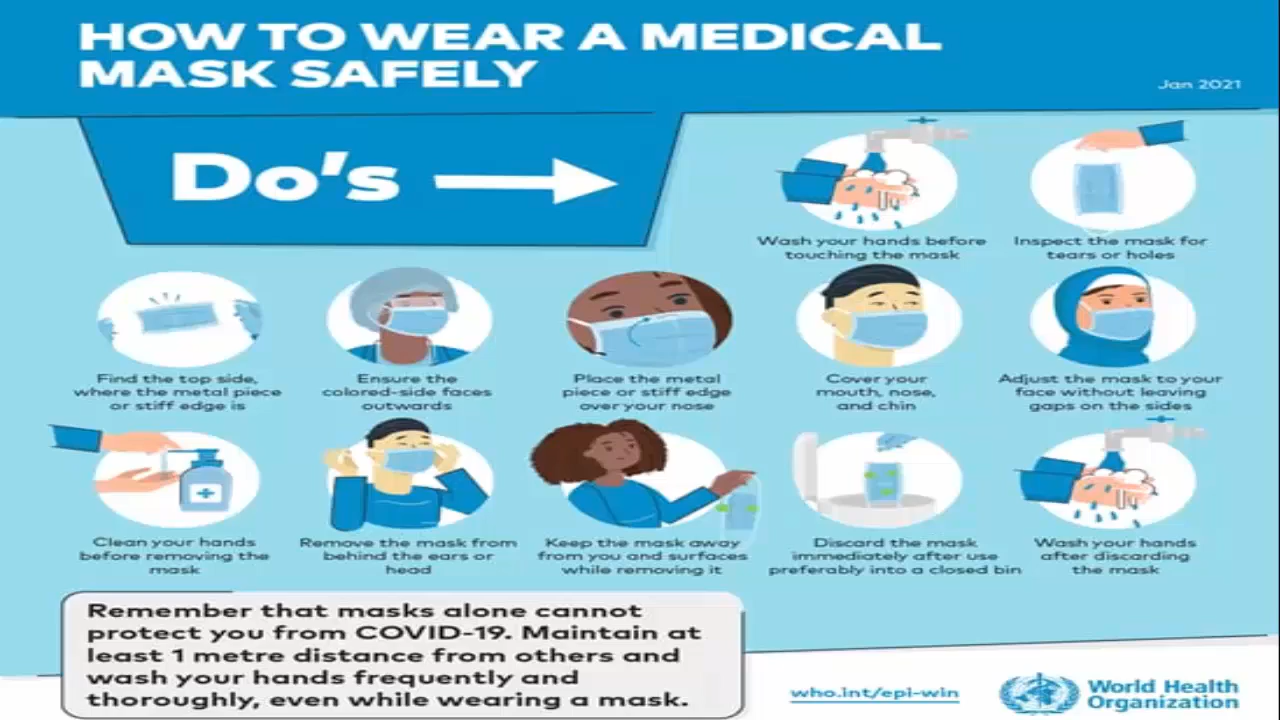 HOW TO WEAR A MEDICAL
MASK SAFELY
Jan 2021
Do's
Wash your hands before
touching the mask
Inspect the mask for
tears or holes
Find the top side,
where the metal piece
or stiff edge is
Ensure the
colored-side faces
outwards
Place the metal
piece or stiff edge
over your nose
Cover your
mouth, nose,
and chin
Adjust the mask to your
face without leaving
gaps on the sides
Clean your hands
before removing the
mask
Remove the mask from
behind the ears or
head
Keep the mask away
from you and surfaces
while removing it
Discard the mask
immediately after use
preferably into a closed bin
Wash your hands
after discarding
the mask
Remember that masks alone cannot
protect you from COVID-19. Maintain at
least 1 metre distance from others and
wash your hands frequently and
thoroughly, even while wearing a mask.
who.int/epi-win
World Health
Organization